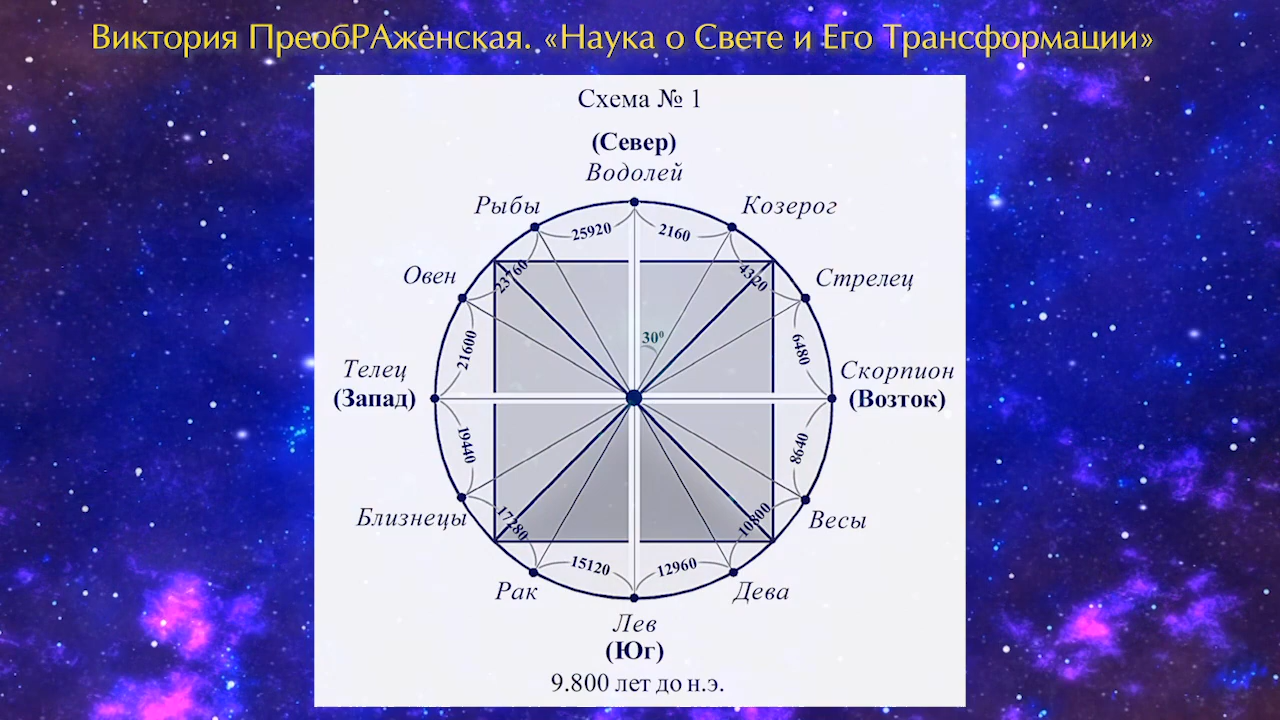 Виктория ПреобРАженская. «Наука о Свете и Его Трансформации»
Схема № 1
(Север)
Водолей
Рыбы
Козерог
25920
2160
Овен
23760
4320
Стрелец
30⁰
21600
6480
Телец
(Запад)
Скорпион
(Возток)
19440
8640
Близнецы
17280
10800
Весы
15120
12960
Рак
Дева
Лев
(Юг)
9.800 лет до н.э.